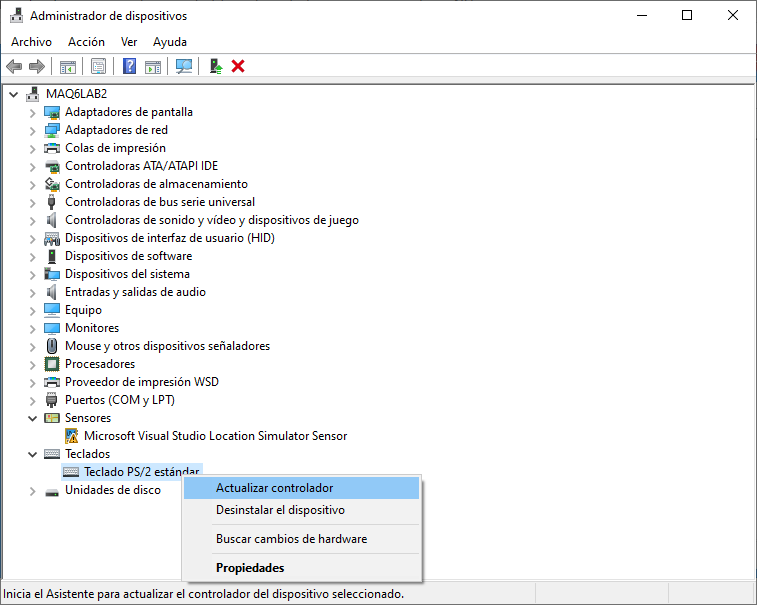 Administrador de dispositivos
Archivo Acción Ver Ayuda
MAQ6LAB2
Adaptadores de pantalla
Adaptadores de red
Colas de impresión
Controladoras ATA/ATAPI IDE
Controladoras de almacenamiento
Controladoras de bus serie universal
Controladoras de sonido y vídeo y dispositivos de juego
Dispositivos de interfaz de usuario (HID)
Dispositivos de software
Dispositivos del sistema
Entradas y salidas de audio
Equipo
Monitores
Mouse y otros dispositivos señaladores
Procesadores
Proveedor de impresión WSD
Puertos (COM y LPT)
Sensores
Microsoft Visual Studio Location Simulator Sensor
Teclados
Teclado PS/2 estándar
Unidades de disco
Actualizar controlador
Desinstalar el dispositivo
Buscar cambios de hardware
Propiedades
Inicia el Asistente para actualizar el controlador del dispositivo seleccionado.